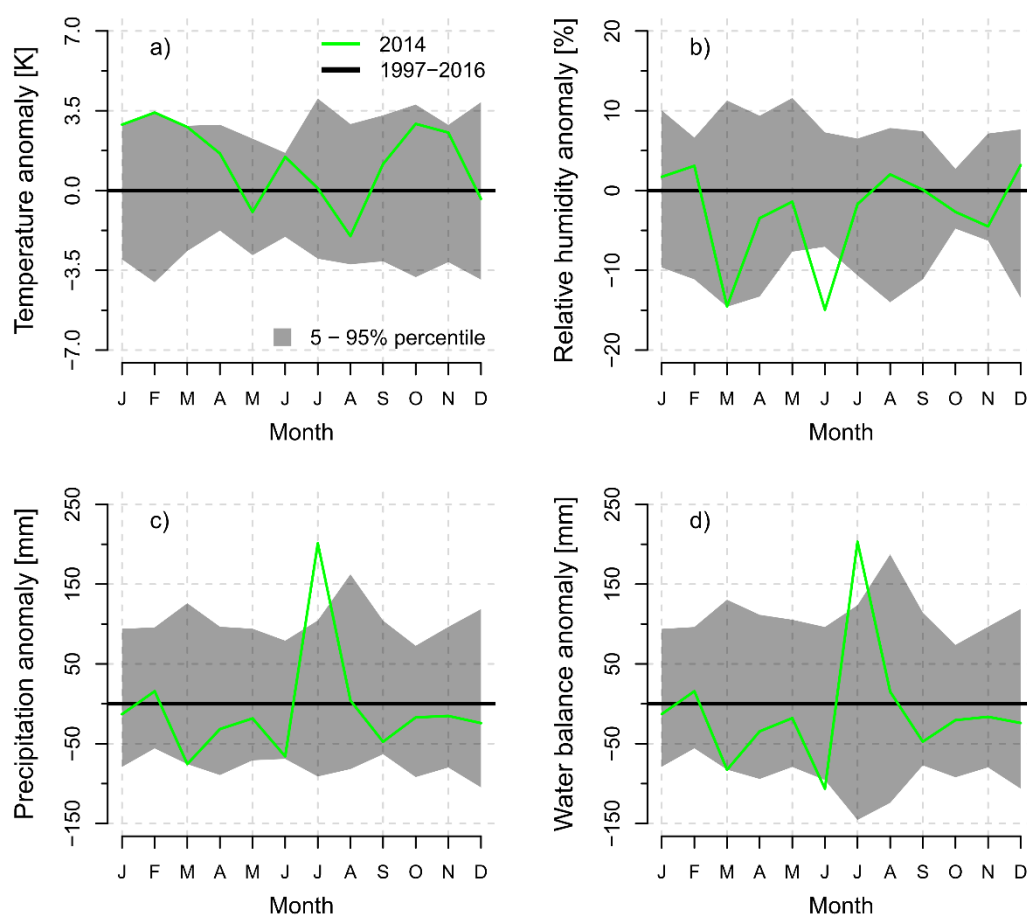 Temperature anomaly [K]
7.0
3.5
0.0
−3.5
−7.0
a)
2014
1997−2016
5 − 95% percentile
J F M A M J J A S O N D
Month
Relative humidity anomaly [%]
20
10
0
−10
−20
b)
J F M A M J J A S O N D
Month
Precipitation anomaly [mm]
250
150
50
−50
−150
c)
J F M A M J J A S O N D
Month
Water balance anomaly [mm]
250
150
50
−50
−150
d)
J F M A M J J A S O N D
Month